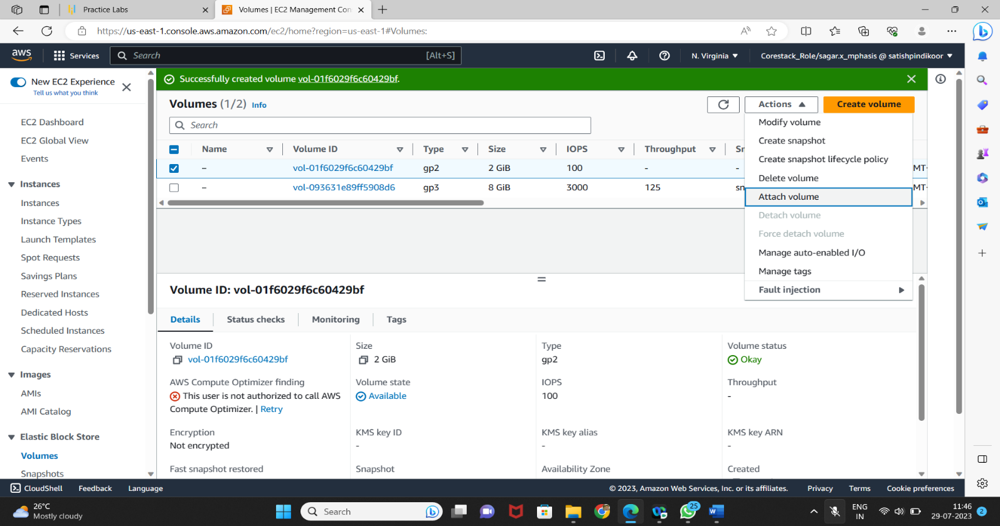 Practice Labs
Volumes | EC2 Management Con
https://us-east-1.console.aws.amazon.com/ec2/home?region=us-east-1#Volumes:
aws
Services
Search
[Alt+S]
N. Virginia
Corestack_Role/sagar.x_mphasis @ satishpindikoor
New EC2 Experience
Tell us what you think
EC2 Dashboard
EC2 Global View
Events
Instances
Instances
Instance Types
Launch Templates
Spot Requests
Savings Plans
Reserved Instances
Dedicated Hosts
Scheduled Instances
Capacity Reservations
Images
AMIs
AMI Catalog
Elastic Block Store
Volumes
Snapshots
Successfully created volume vol-01f6029f6c60429bf.
Volumes (1/2) Info
Actions
Create volume
Search
Name Volume ID Type Size IOPS Throughput Sn
– vol-01f6029f6c60429bf gp2 2 GiB 100 - - MT-
– vol-093631e89ff5908d6 gp3 8 GiB 3000 125 sn MT-
Modify volume
Create snapshot
Create snapshot lifecycle policy
Delete volume
Attach volume
Detach volume
Force detach volume
Manage auto-enabled I/O
Manage tags
Fault injection
Volume ID: vol-01f6029f6c60429bf
Details Status checks Monitoring Tags
Volume ID
vol-01f6029f6c60429bf
Size
2 GiB
Type
gp2
Volume status
Okay
AWS Compute Optimizer finding
This user is not authorized to call AWS
Compute Optimizer. | Retry
Volume state
Available
IOPS
100
Throughput
-
Encryption
Not encrypted
KMS key ID
-
KMS key alias
-
KMS key ARN
-
Fast snapshot restored
Snapshot
Availability Zone
Created
CloudShell Feedback Language
© 2023, Amazon Web Services, Inc. or its affiliates. Privacy Terms Cookie preferences
26°C
Mostly cloudy
Search
25
ENG
IN
11:46
29-07-2023
2